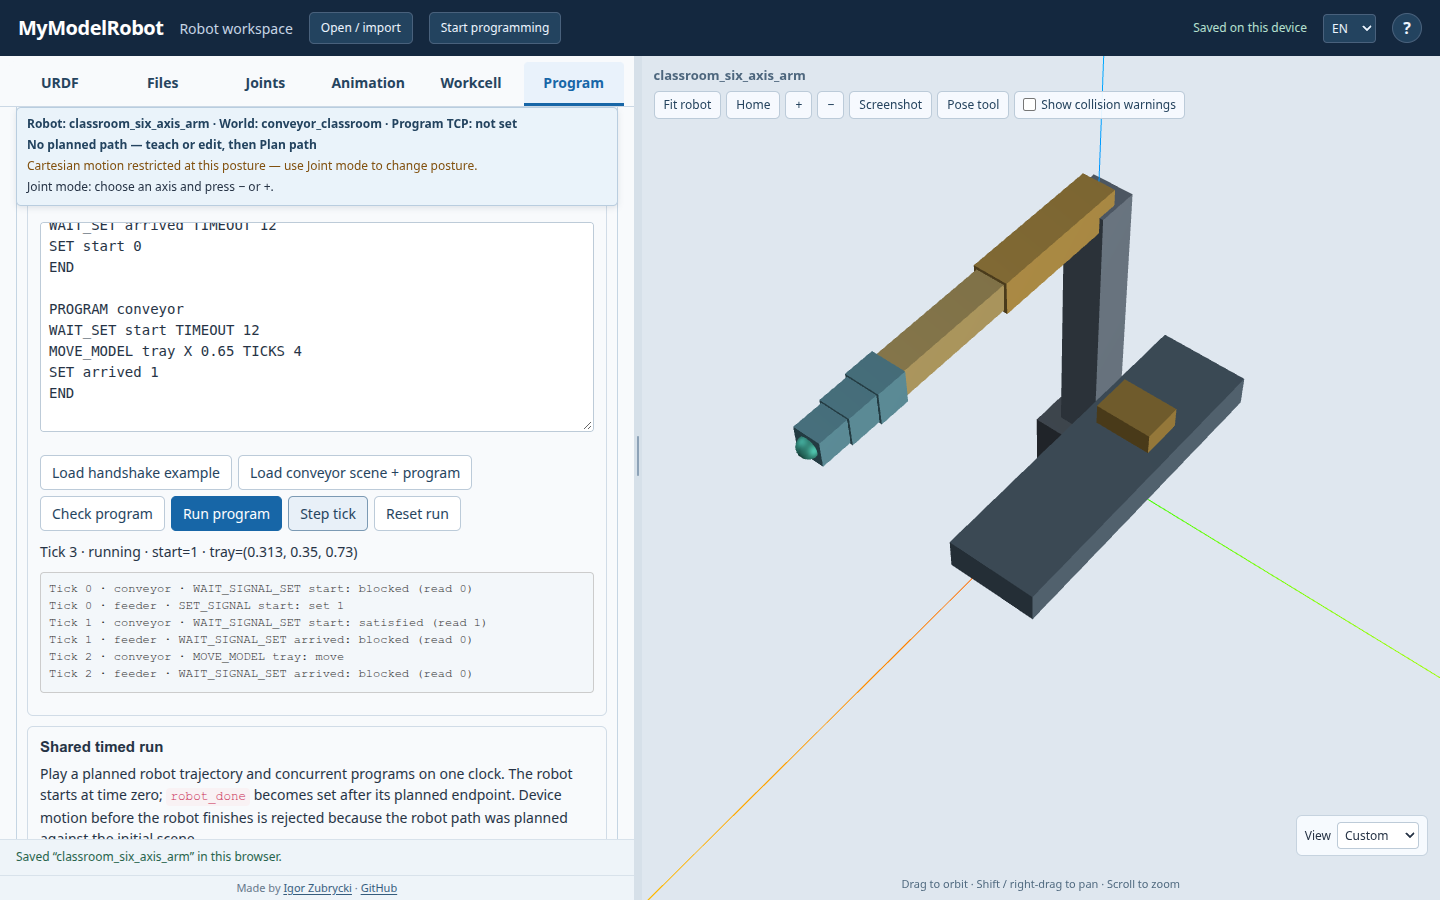 MyModelRobot Robot workspace Open / import Start programming Saved on this device EN ?
URDF Files Joints Animation Workcell Program
Robot: classroom_six_axis_arm · World: conveyor_classroom · Program TCP: not set
No planned path — teach or edit, then Plan path
Cartesian motion restricted at this posture — use Joint mode to change posture.
Joint mode: choose an axis and press − or +.
WAIT_SET arrived TIMEOUT 12
SET start 0
END
PROGRAM conveyor
WAIT_SET start TIMEOUT 12
MOVE_MODEL tray X 0.65 TICKS 4
SET arrived 1
END
Load handshake example Load conveyor scene + program
Check program Run program Step tick Reset run
Tick 3 · running · start=1 · tray=(0.313, 0.35, 0.73)
Tick 0 · conveyor · WAIT_SIGNAL_SET start: blocked (read 0)
Tick 0 · feeder · SET_SIGNAL start: set 1
Tick 1 · conveyor · WAIT_SIGNAL_SET start: satisfied (read 1)
Tick 1 · feeder · WAIT_SIGNAL_SET arrived: blocked (read 0)
Tick 2 · conveyor · MOVE_MODEL tray: move
Tick 2 · feeder · WAIT_SIGNAL_SET arrived: blocked (read 0)
Shared timed run
Play a planned robot trajectory and concurrent programs on one clock. The robot
starts at time zero; robot_done becomes set after its planned endpoint. Device
motion before the robot finishes is rejected because the robot path was planned
against the initial scene.
Saved “classroom_six_axis_arm” in this browser.
Made by Igor Zubrycki · GitHub
classroom_six_axis_arm
Fit robot Home + − Screenshot Pose tool Show collision warnings
View Custom
Drag to orbit · Shift / right-drag to pan · Scroll to zoom